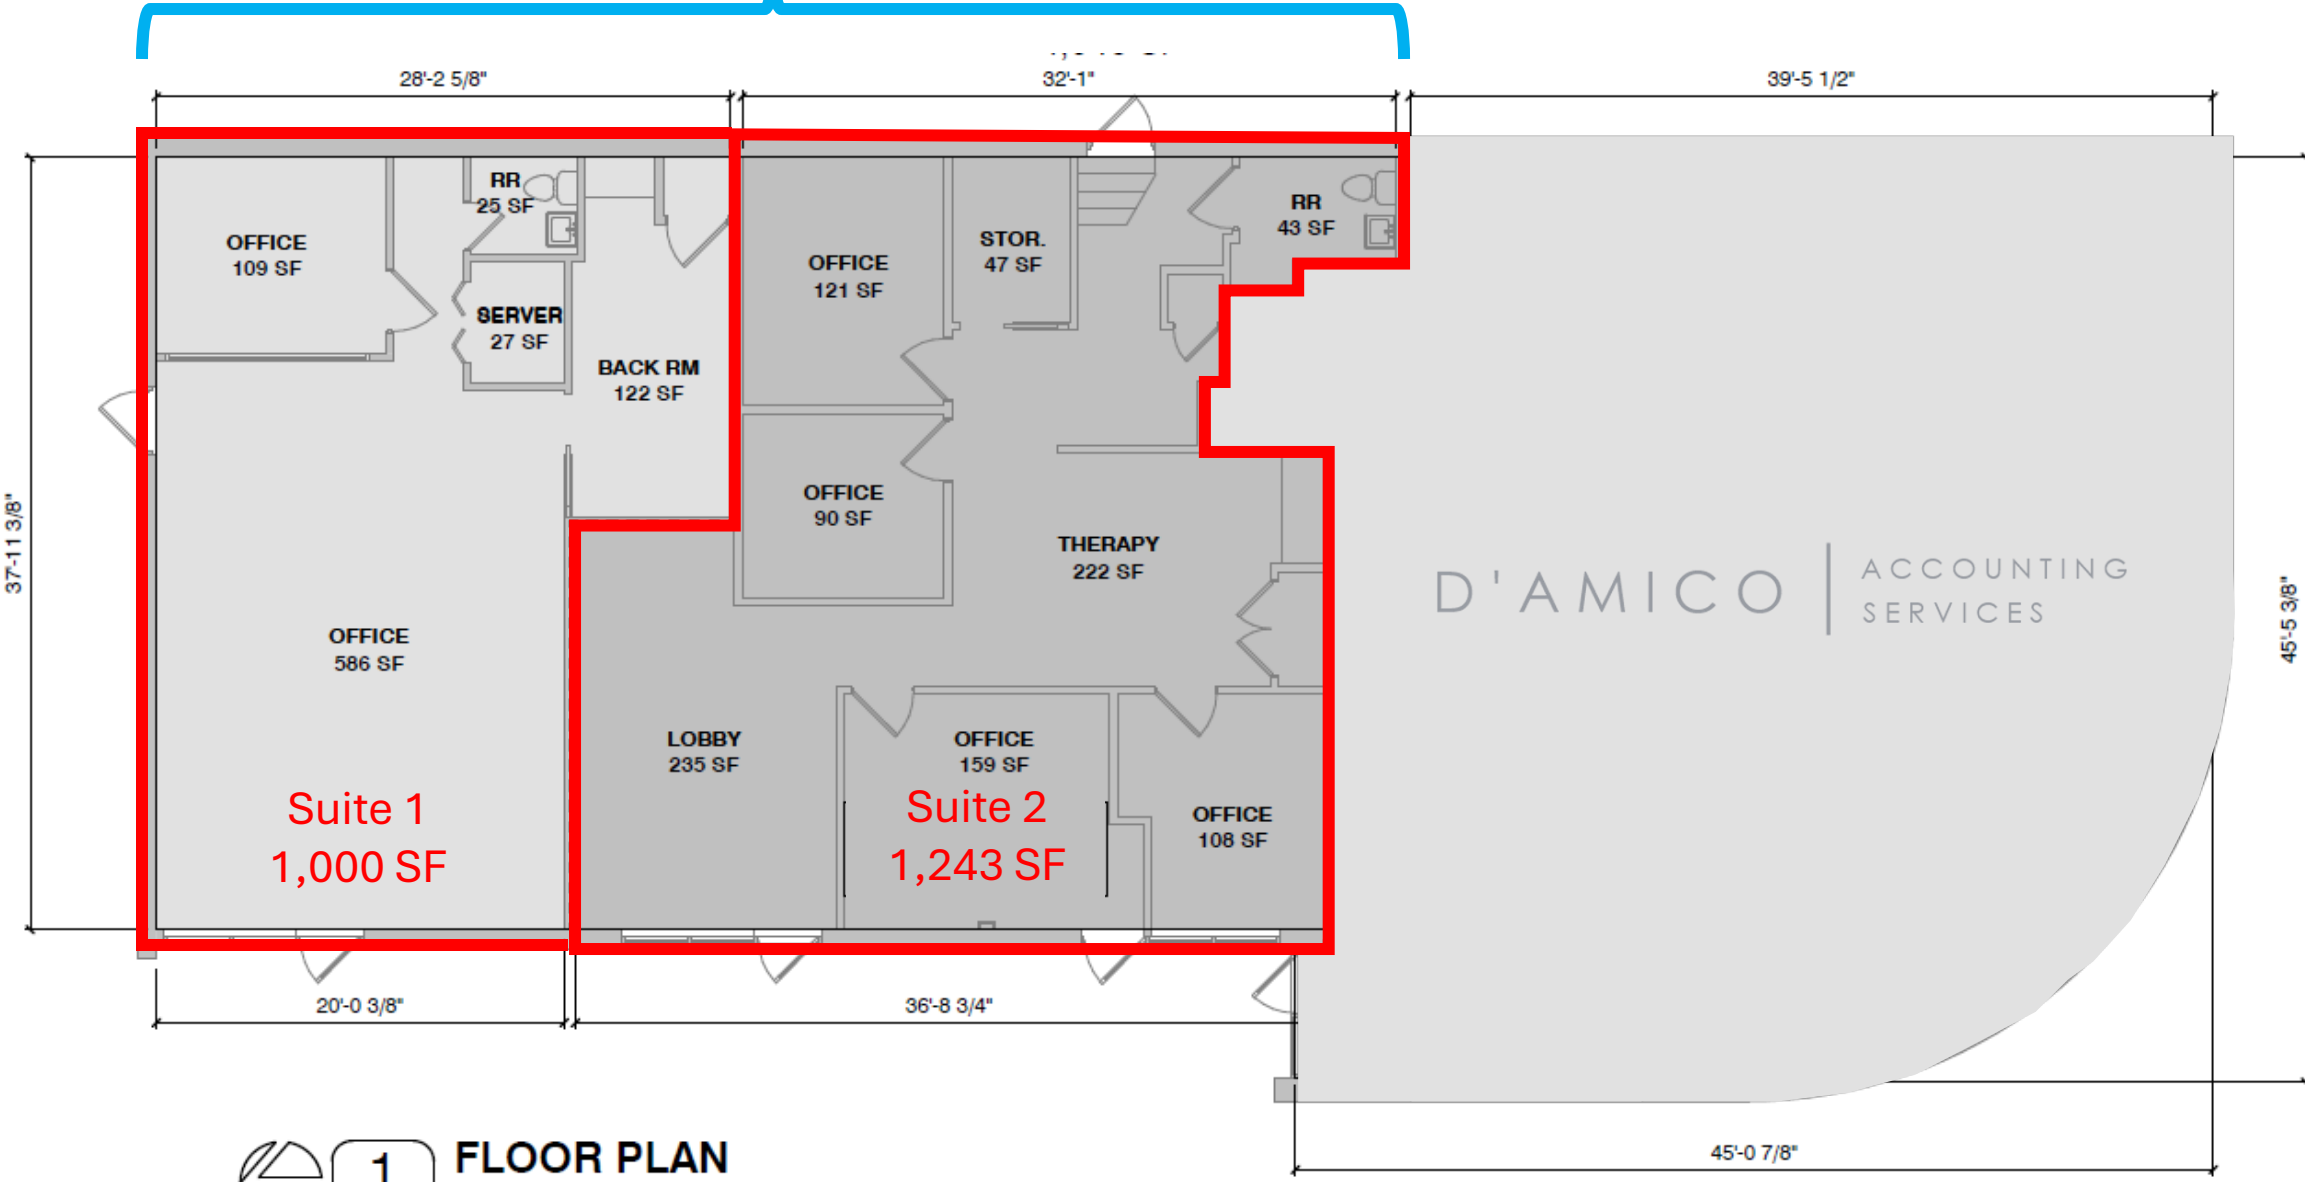 28'-2 5/8"
32'-1"
39'-5 1/2"
RR
25 SF
OFFICE
109 SF
SERVER
27 SF
BACK RM
122 SF
OFFICE
121 SF
STOR.
47 SF
RR
43 SF
37'-11 3/8"
OFFICE
90 SF
THERAPY
222 SF
D'AMICO
ACCOUNTING
SERVICES
45'-5 3/8"
OFFICE
586 SF
LOBBY
235 SF
OFFICE
159 SF
OFFICE
108 SF
Suite 1
1,000 SF
Suite 2
1,243 SF
20'-0 3/8"
36'-8 3/4"
45'-0 7/8"
1
FLOOR PLAN